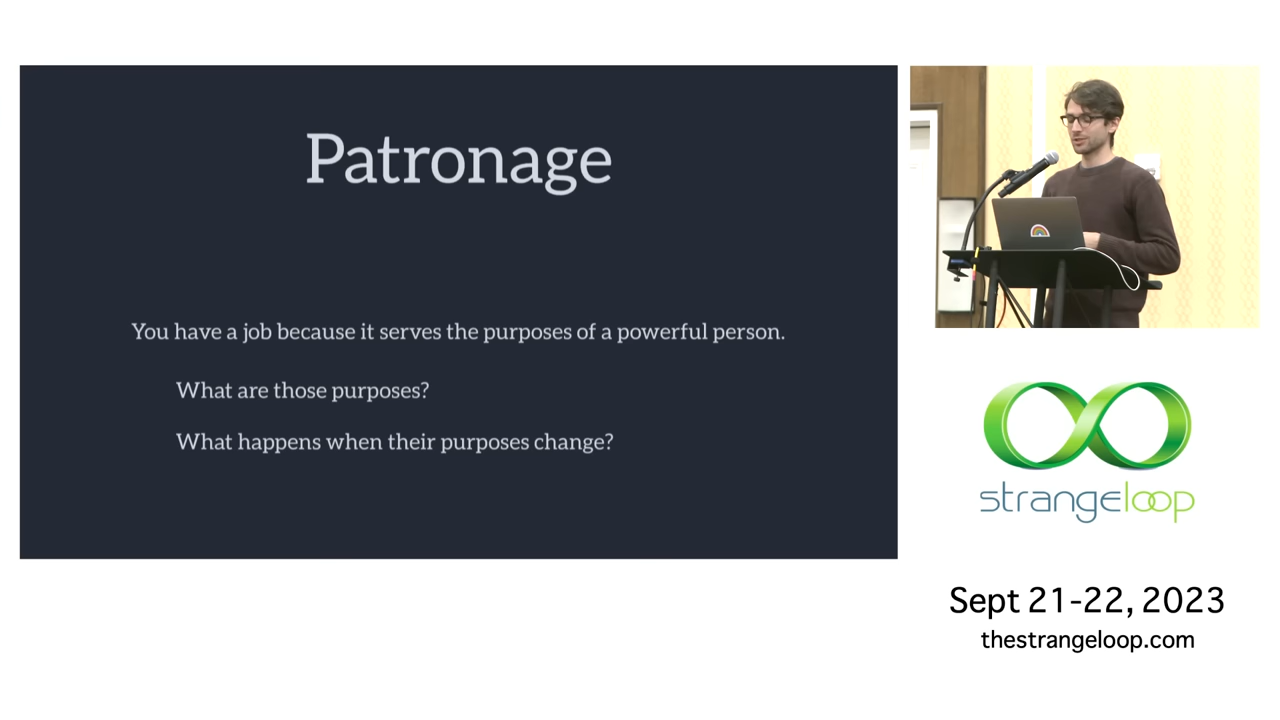 Patronage
You have a job because it serves the purposes of a powerful person.
What are those purposes?
What happens when their purposes change?
strangeloop
Sept 21-22, 2023
thestrangeloop.com